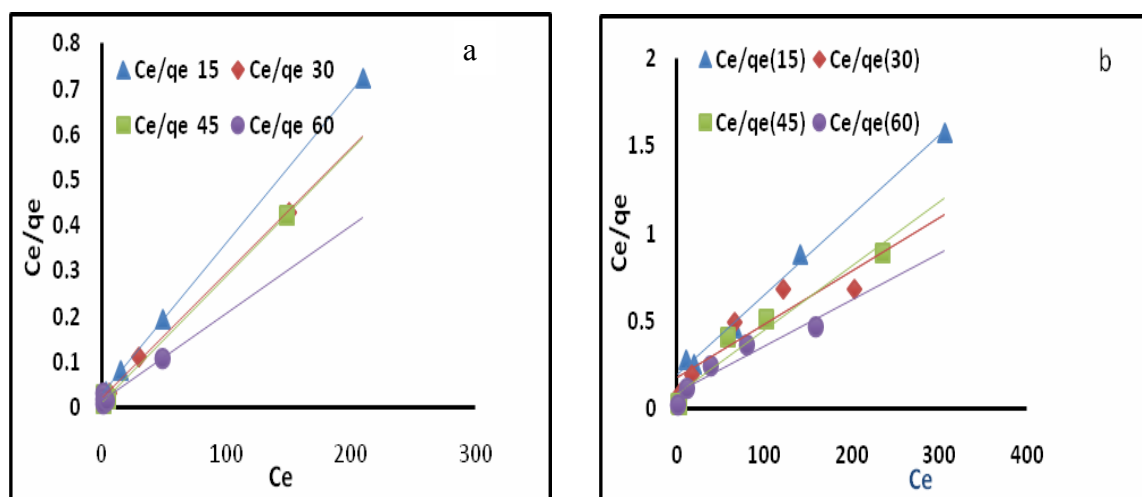 a
Ce/qe 15 Ce/qe 30
Ce/qe 45 Ce/qe 60
0.8
0.7
0.6
0.5
0.4
0.3
0.2
0.1
0
Ce/qe
0 100 200 300
Ce
b
Ce/qe(15) Ce/qe(30)
Ce/qe(45) Ce/qe(60)
2
1.5
1
0.5
0
Ce/qe
0 100 200 300 400
Ce